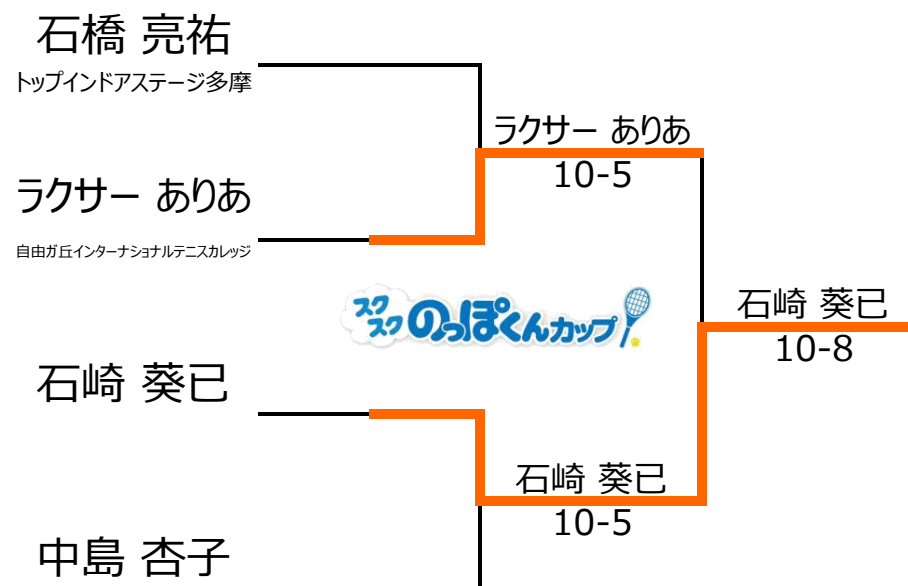 石橋 亮祐
トップインドアステージ多摩
ラクサー ありあ
10-5
ラクサー ありあ
自由ガ丘インターナショナルテニスカレッジ
スク
スク のっぽくんカップ
石崎 葵已
10-8
石崎 葵已
石崎 葵已
10-5
中島 杏子